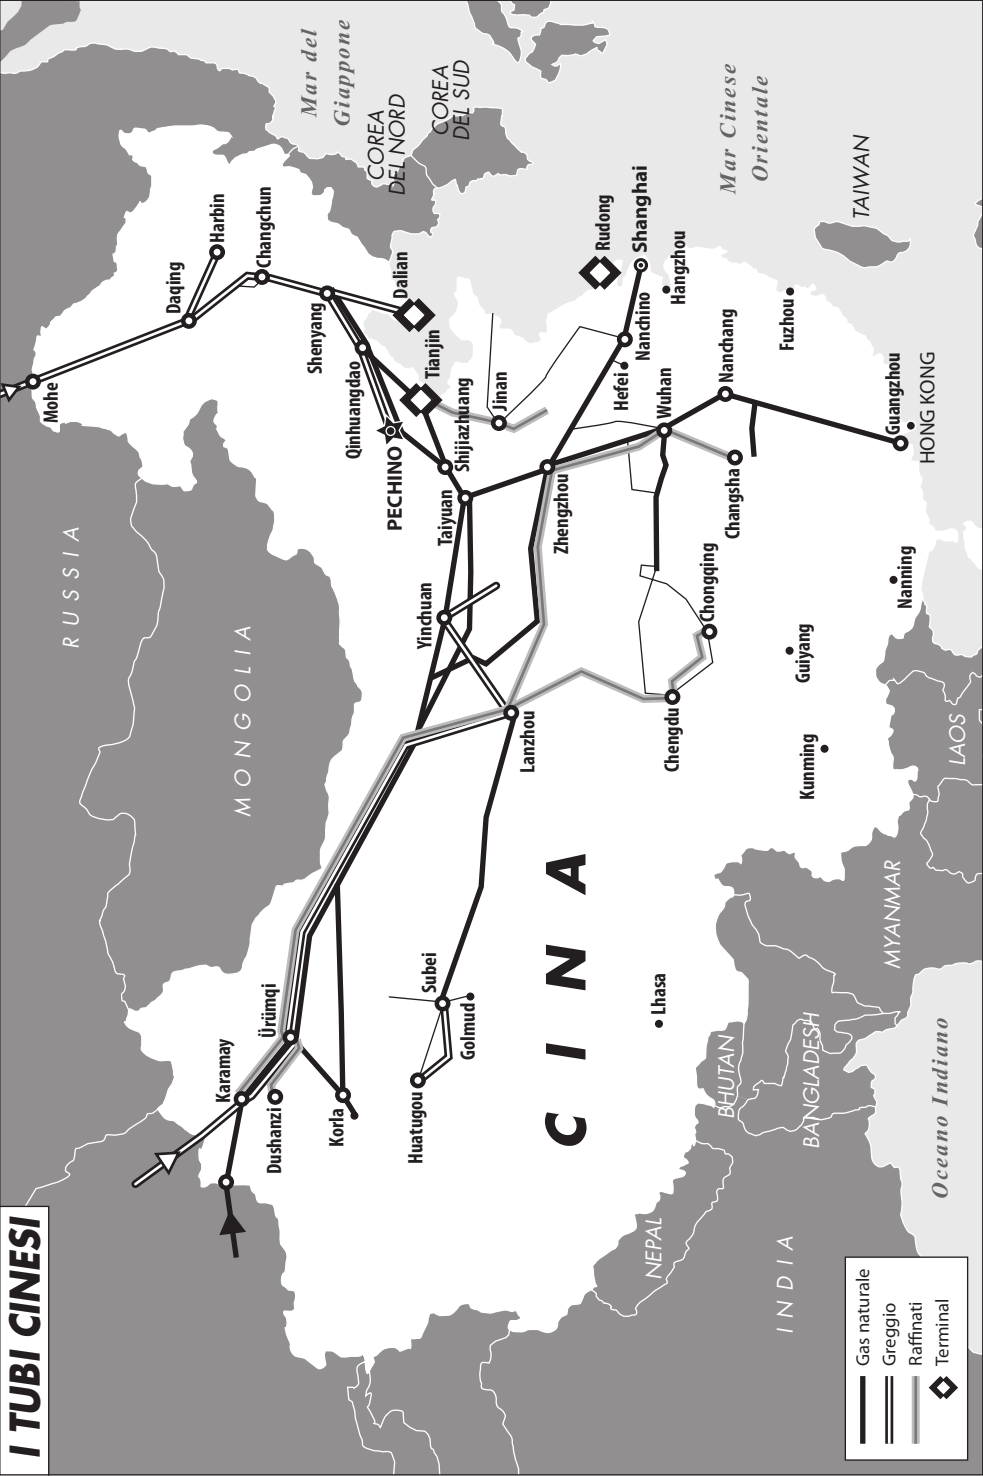 I TUBI CINESI
RUSSIA
MONGOLIA
Mar del
Giappone
COREA
DEL NORD
COREA
DEL SUD
Mar Cinese
Orientale
TAIWAN
Mohe
Daqing
Harbin
Changchun
Shenyang
Dalian
Qinhuangdao
Tianjin
PECHINO
Shijiazhuang
Jinan
Taiyuan
Yinchuan
Zhengzhou
Rudong
Shanghai
Nanchino
Hangzhou
Hefei
Wuhan
Nanchang
Fuzhou
Changsha
Guangzhou
HONG KONG
Chongqing
Chengdu
Lanzhou
Guiyang
Nanning
Kunming
Karamay
Ürümqi
Dushanzi
Korla
Subei
Golmud
Huatugou
Lhasa
CINA
LAOS
MYANMAR
BHUTAN
BANGLADESH
NEPAL
INDIA
Oceano Indiano
Gas naturale
Greggio
Raffinati
Terminal